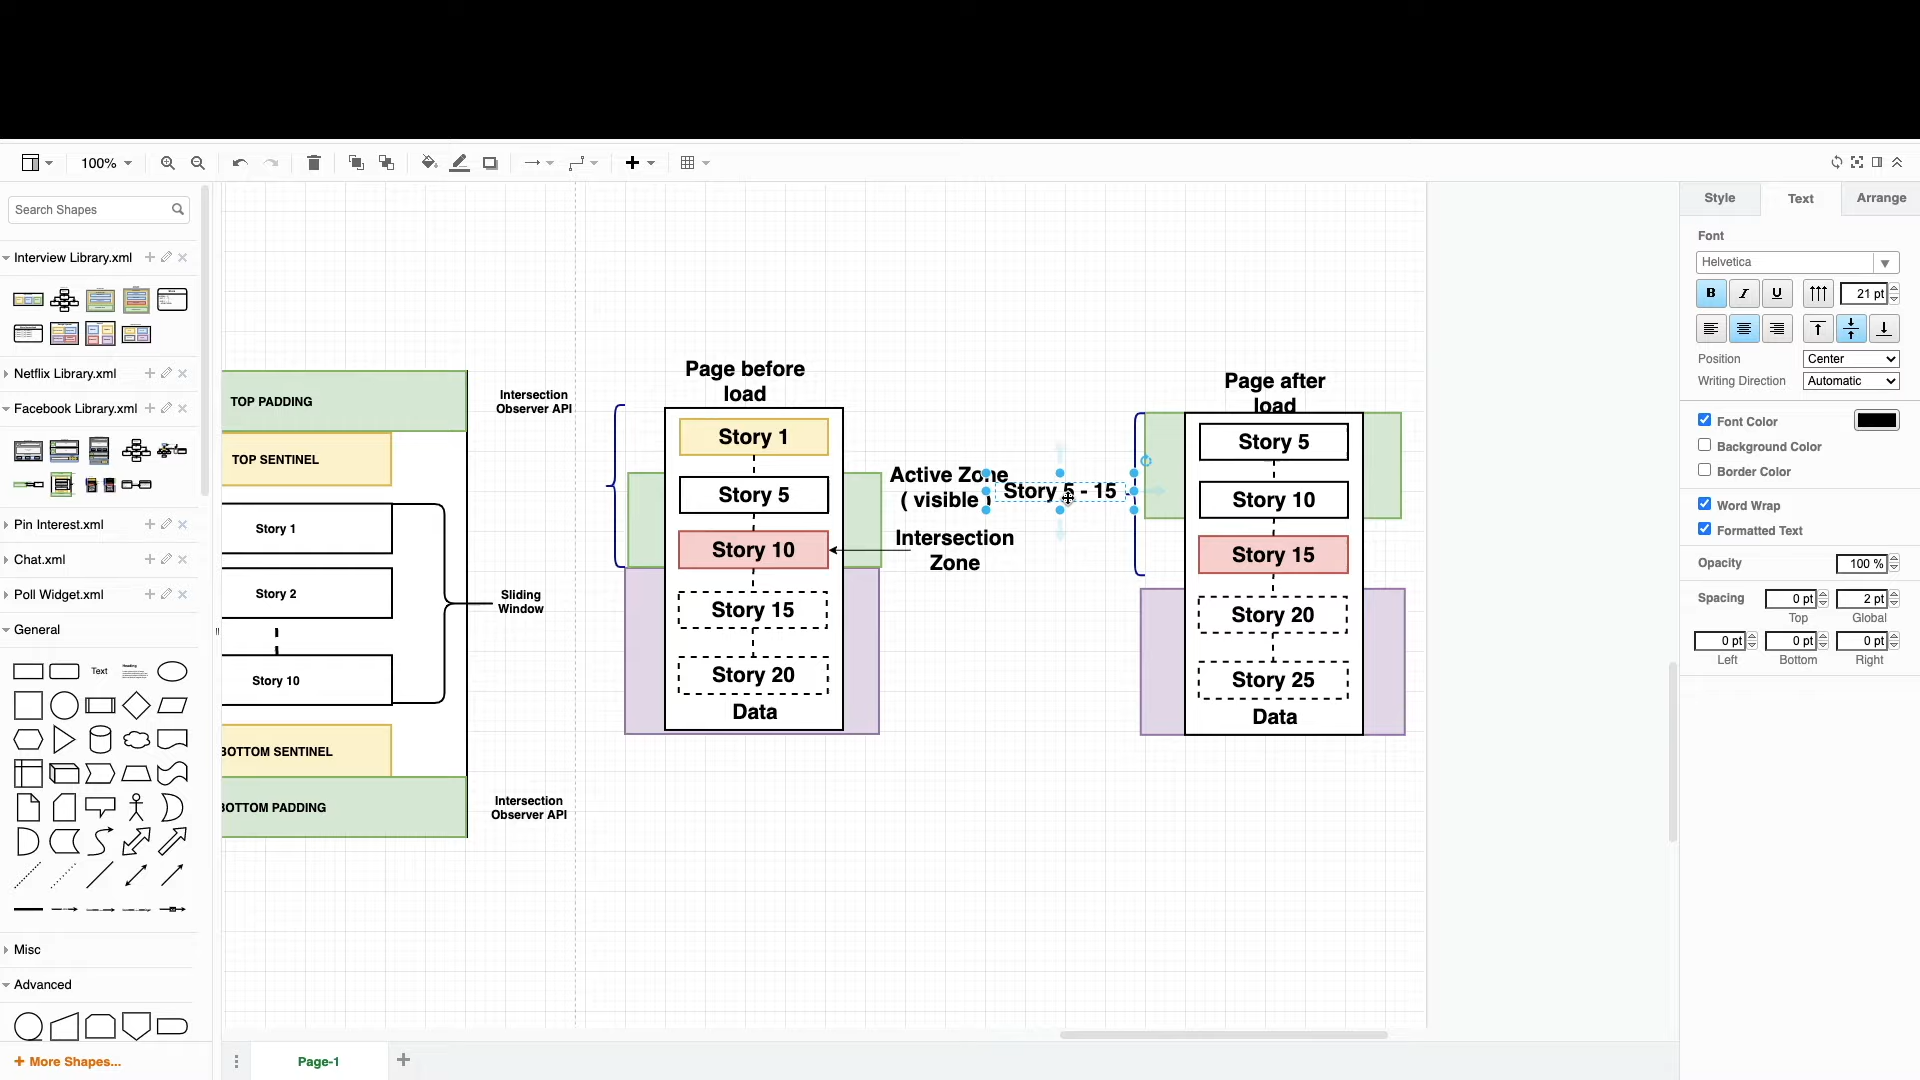 100%
Search Shapes
Interview Library.xml
Netflix Library.xml
Facebook Library.xml
Pin Interest.xml
Chat.xml
Poll Widget.xml
General
Text
Heading
Misc
Advanced
+ More Shapes...
TOP PADDING
TOP SENTINEL
Story 1
Story 2
Story 10
BOTTOM SENTINEL
BOTTOM PADDING
Intersection
Observer API
Sliding
Window
Intersection
Observer API
Page before
load
Story 1
Story 5
Story 10
Story 15
Story 20
Data
Active Zone
( visible )
Intersection
Zone
Story 5 - 15
Page after
load
Story 5
Story 10
Story 15
Story 20
Story 25
Data
Page-1
Style
Text
Arrange
Font
Helvetica
B I U 21 pt
Position Center
Writing Direction Automatic
Font Color
Background Color
Border Color
Word Wrap
Formatted Text
Opacity 100 %
Spacing 0 pt 2 pt
Top Global
0 pt 0 pt 0 pt
Left Bottom Right